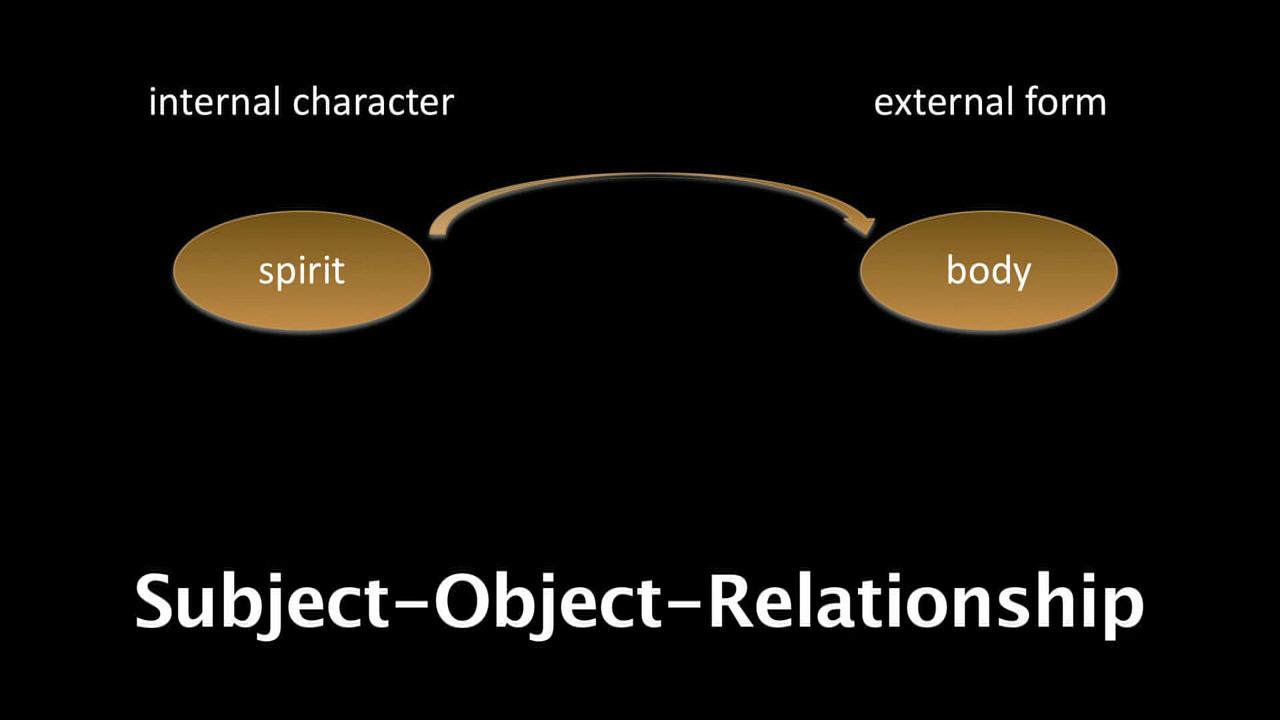 internal character
external form
spirit
body
Subject-Object-Relationship